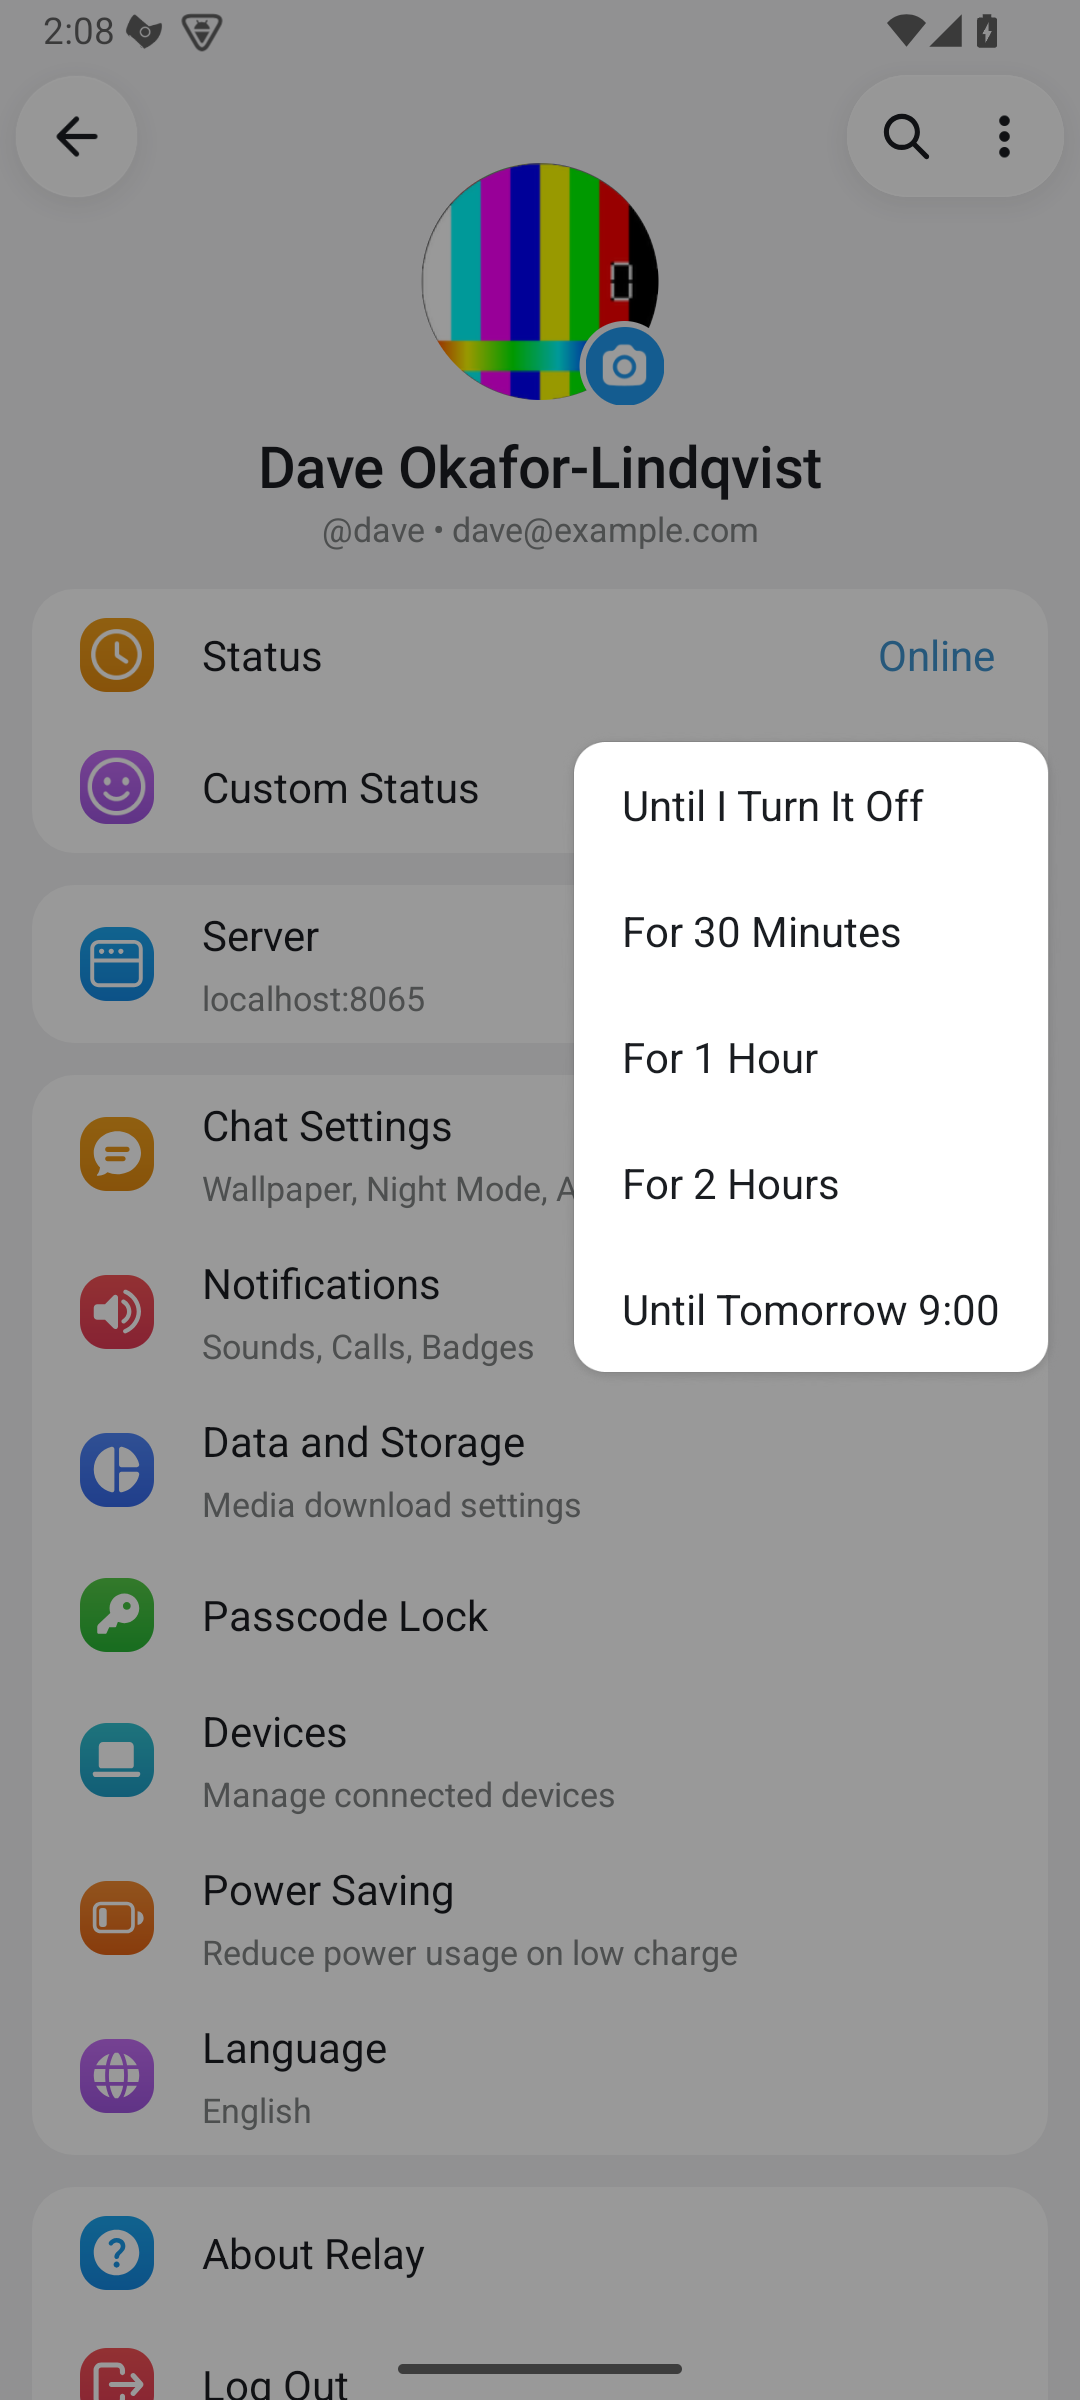 2:08
0
Dave Okafor-Lindqvist
@dave • dave@example.com
Status
Online
Custom Status
Until I Turn It Off
For 30 Minutes
For 1 Hour
For 2 Hours
Until Tomorrow 9:00
Server
localhost:8065
Chat Settings
Wallpaper, Night Mode, A
Notifications
Sounds, Calls, Badges
Data and Storage
Media download settings
Passcode Lock
Devices
Manage connected devices
Power Saving
Reduce power usage on low charge
Language
English
About Relay
Log Out